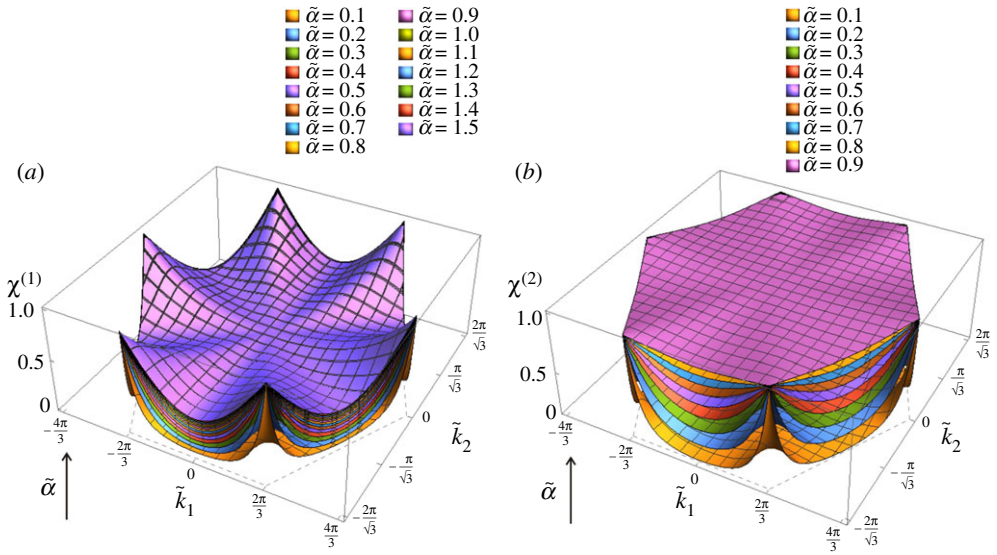 α̃ = 0.1 α̃ = 0.9
α̃ = 0.2 α̃ = 1.0
α̃ = 0.3 α̃ = 1.1
α̃ = 0.4 α̃ = 1.2
α̃ = 0.5 α̃ = 1.3
α̃ = 0.6 α̃ = 1.4
α̃ = 0.7 α̃ = 1.5
α̃ = 0.8
(a)
χ(1)
1.0
0.5
0
−4π/3
−2π/3
0
2π/3
4π/3
k̃1
2π/√3
π/√3
0
−π/√3
−2π/√3
k̃2
α̃
α̃ = 0.1
α̃ = 0.2
α̃ = 0.3
α̃ = 0.4
α̃ = 0.5
α̃ = 0.6
α̃ = 0.7
α̃ = 0.8
α̃ = 0.9
(b)
χ(2)
1.0
0.5
0
−4π/3
−2π/3
0
2π/3
4π/3
k̃1
2π/√3
π/√3
0
−π/√3
−2π/√3
k̃2
α̃